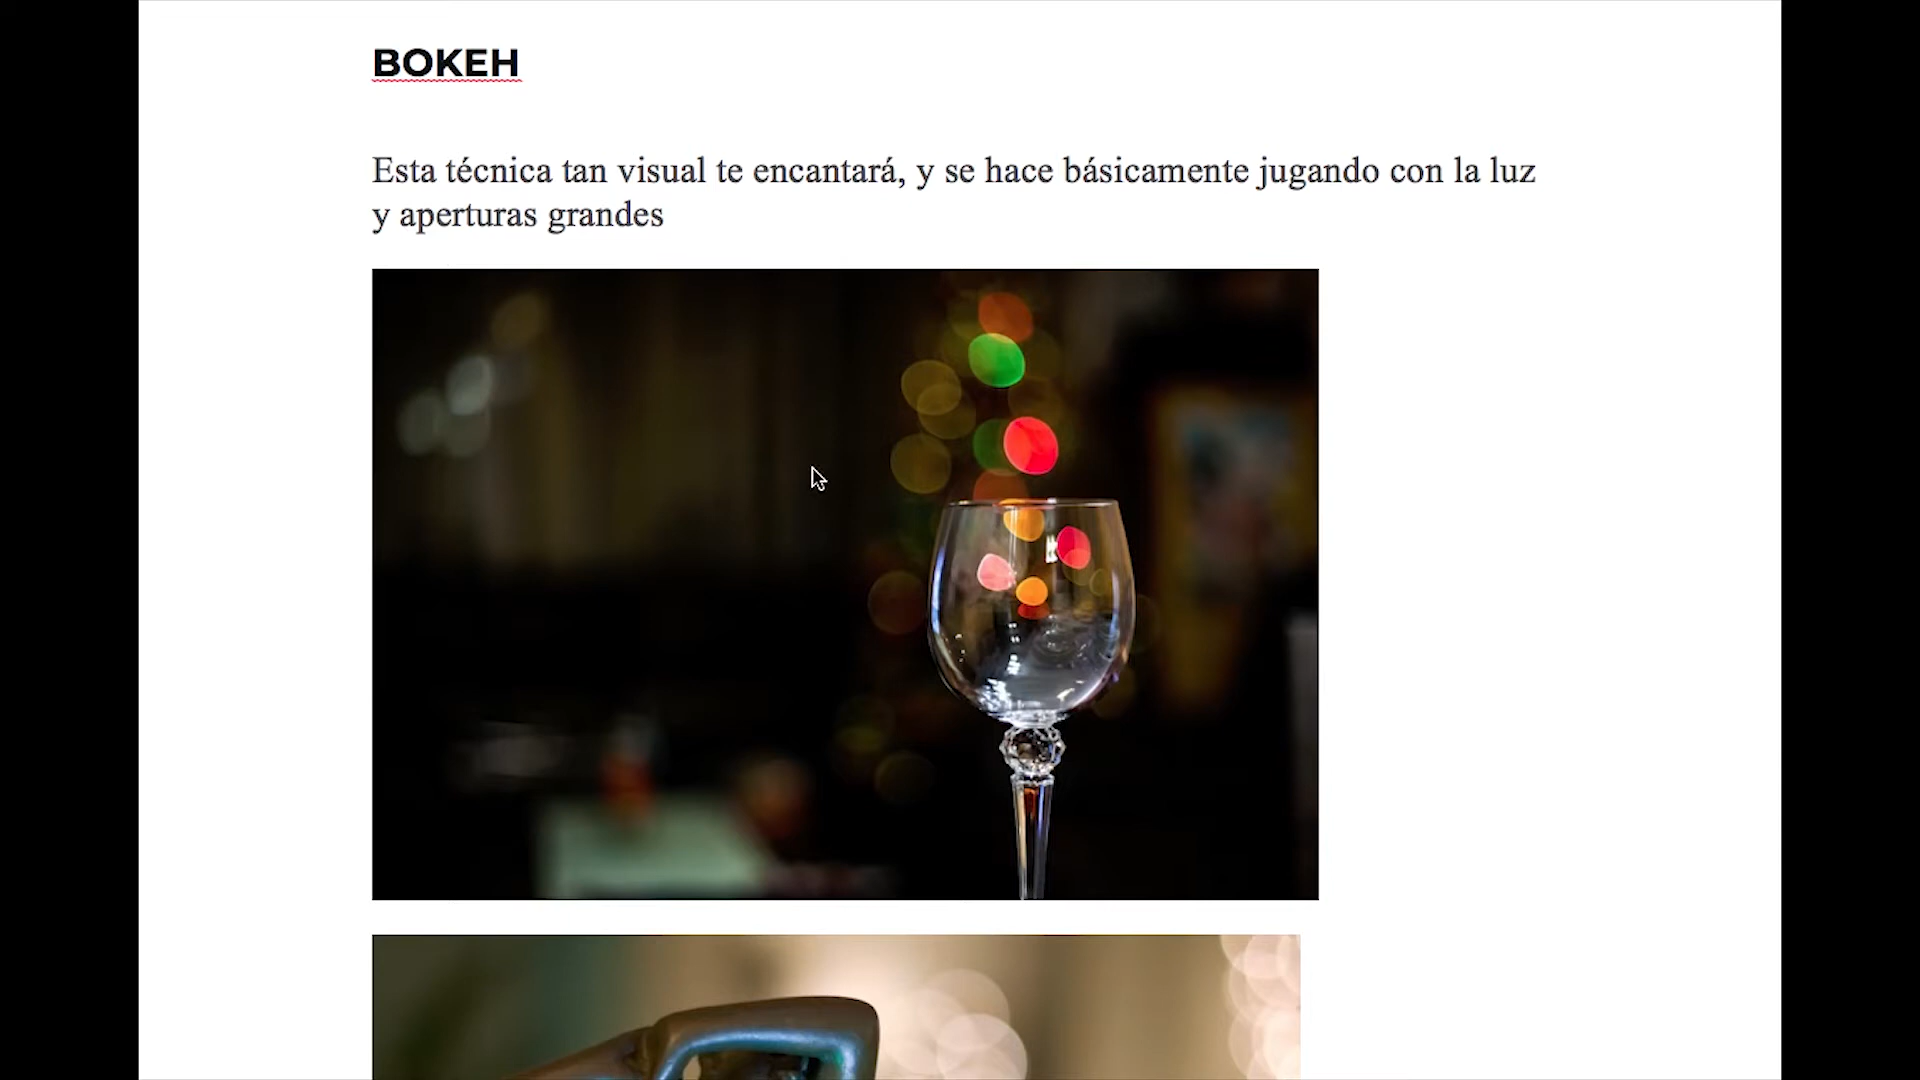 BOKEH
Esta técnica tan visual te encantará, y se hace básicamente jugando con la luz
y aperturas grandes